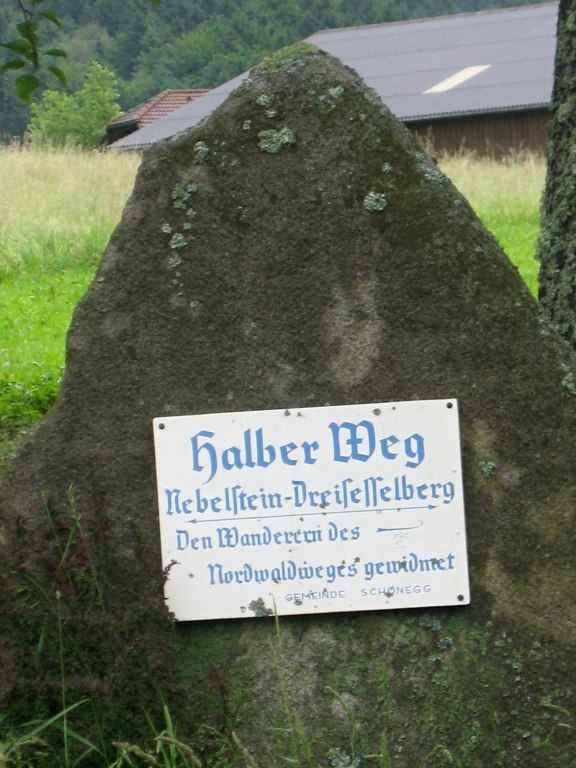 Halber Weg
Nebelſtein-Dreiſeſſelberg
Den Wanderern des
Nordwaldweges gewidmet
GEMEINDE SCHÖNEGG